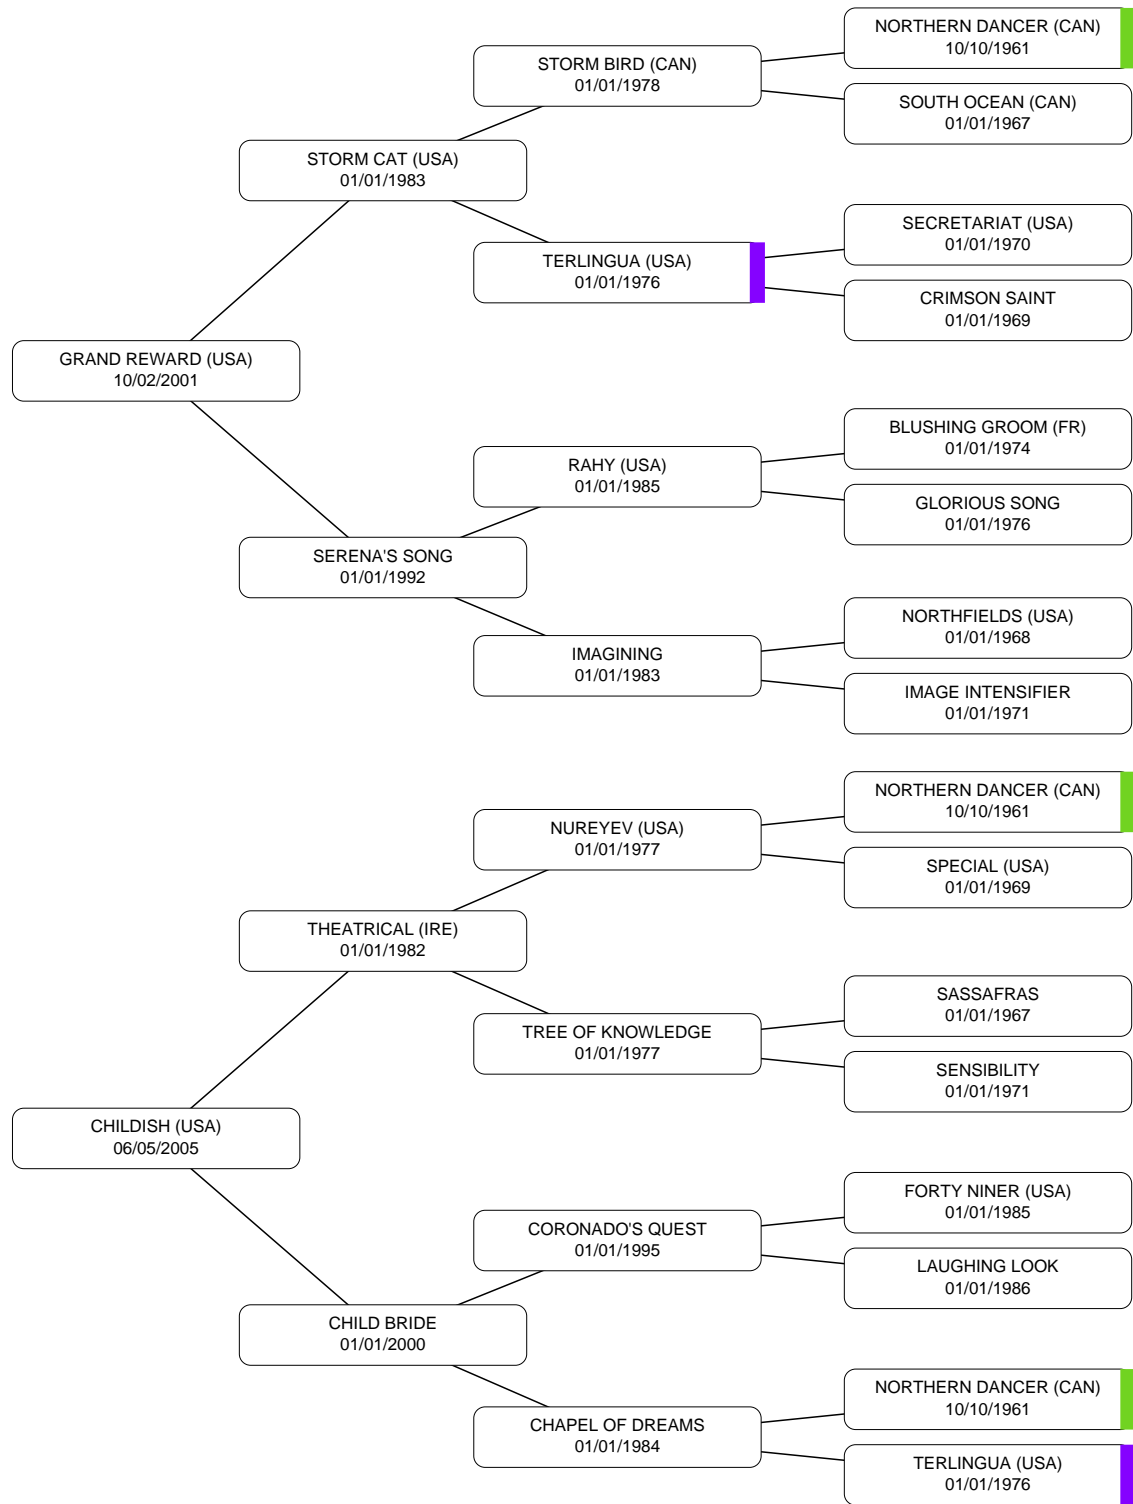 NORTHERN DANCER (CAN)
10/10/1961
STORM BIRD (CAN)
01/01/1978
SOUTH OCEAN (CAN)
01/01/1967
STORM CAT (USA)
01/01/1983
SECRETARIAT (USA)
01/01/1970
TERLINGUA (USA)
01/01/1976
CRIMSON SAINT
01/01/1969
GRAND REWARD (USA)
10/02/2001
BLUSHING GROOM (FR)
01/01/1974
RAHY (USA)
01/01/1985
GLORIOUS SONG
01/01/1976
SERENA'S SONG
01/01/1992
NORTHFIELDS (USA)
01/01/1968
IMAGINING
01/01/1983
IMAGE INTENSIFIER
01/01/1971
NORTHERN DANCER (CAN)
10/10/1961
NUREYEV (USA)
01/01/1977
SPECIAL (USA)
01/01/1969
THEATRICAL (IRE)
01/01/1982
SASSAFRAS
01/01/1967
TREE OF KNOWLEDGE
01/01/1977
SENSIBILITY
01/01/1971
CHILDISH (USA)
06/05/2005
FORTY NINER (USA)
01/01/1985
CORONADO'S QUEST
01/01/1995
LAUGHING LOOK
01/01/1986
CHILD BRIDE
01/01/2000
NORTHERN DANCER (CAN)
10/10/1961
CHAPEL OF DREAMS
01/01/1984
TERLINGUA (USA)
01/01/1976